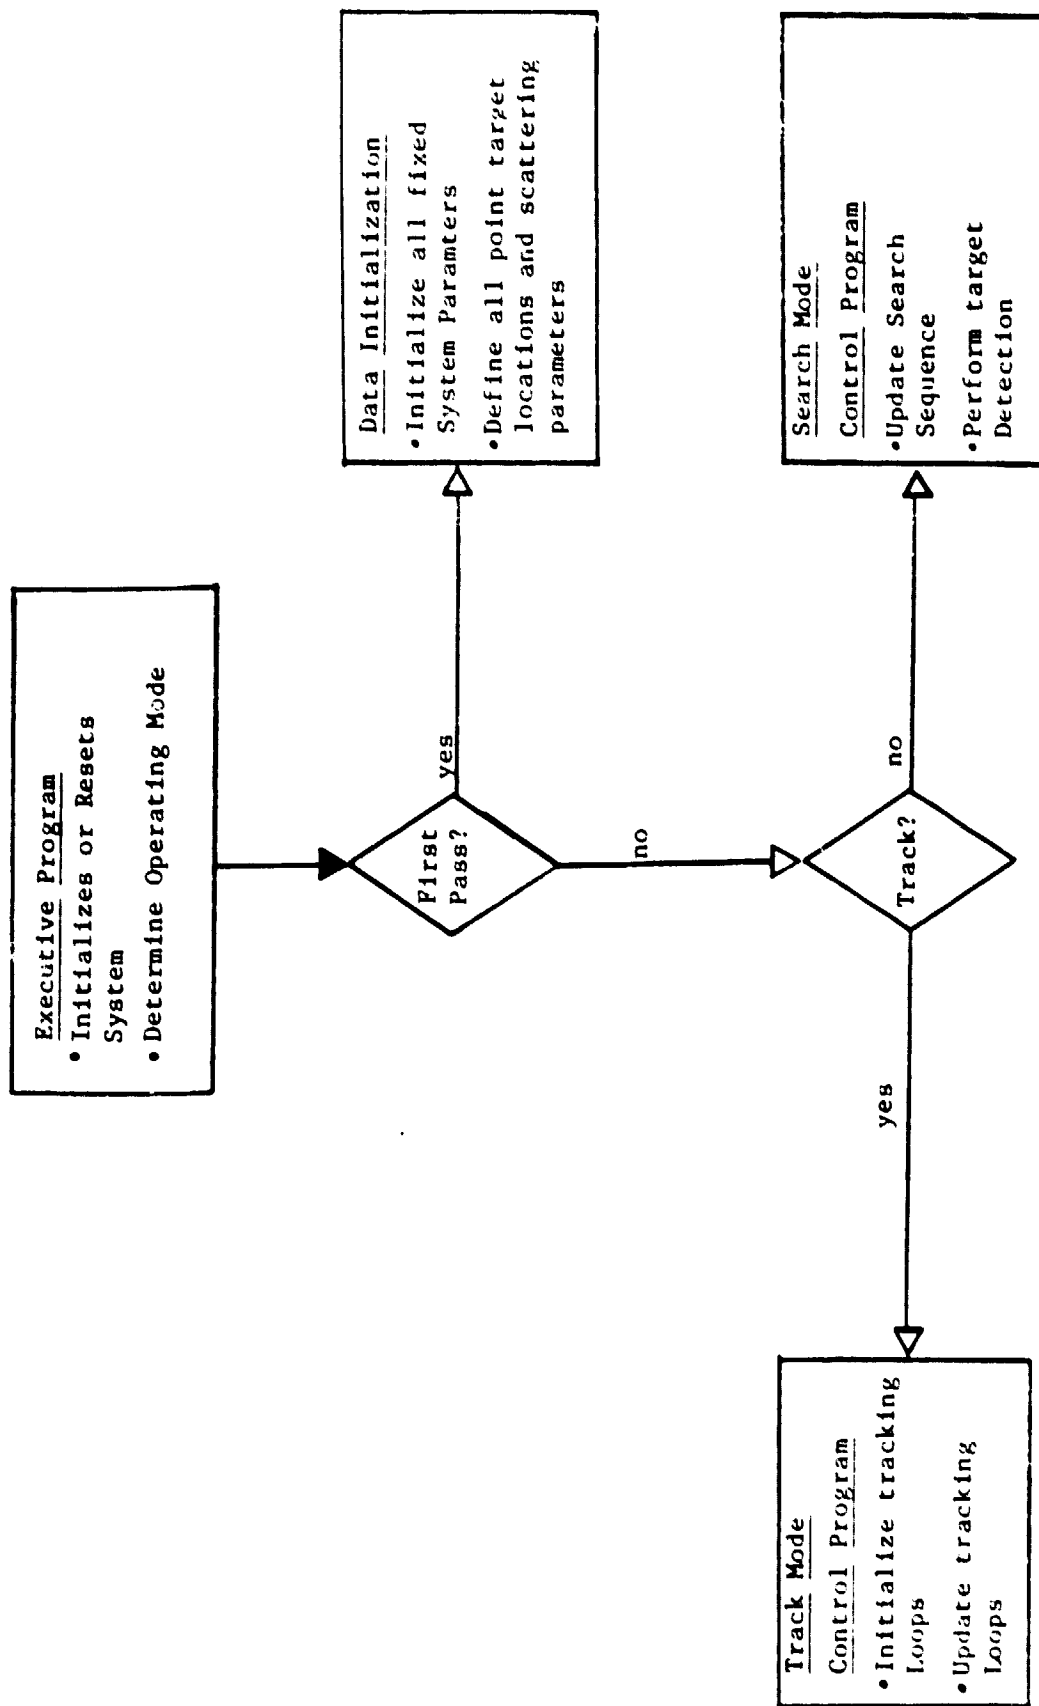 Executive Program
• Initializes or Resets
System
• Determine Operating Mode
First
Pass?
yes
Data Initialization
• Initialize all fixed
System Paramters
• Define all point target
locations and scattering
parameters
no
Track?
yes
no
Track Mode
Control Program
• Initialize tracking
Loops
• Update tracking
Loops
Search Mode
Control Program
• Update Search
Sequence
• Perform target
Detection